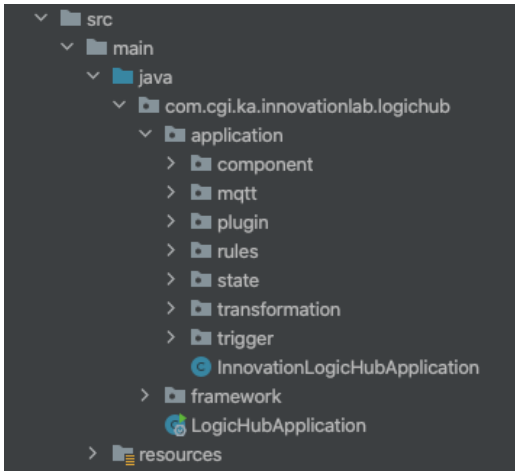 src
main
java
com.cgi.ka.innovationlab.logichub
application
component
mqtt
plugin
rules
state
transformation
trigger
InnovationLogicHubApplication
framework
LogicHubApplication
resources